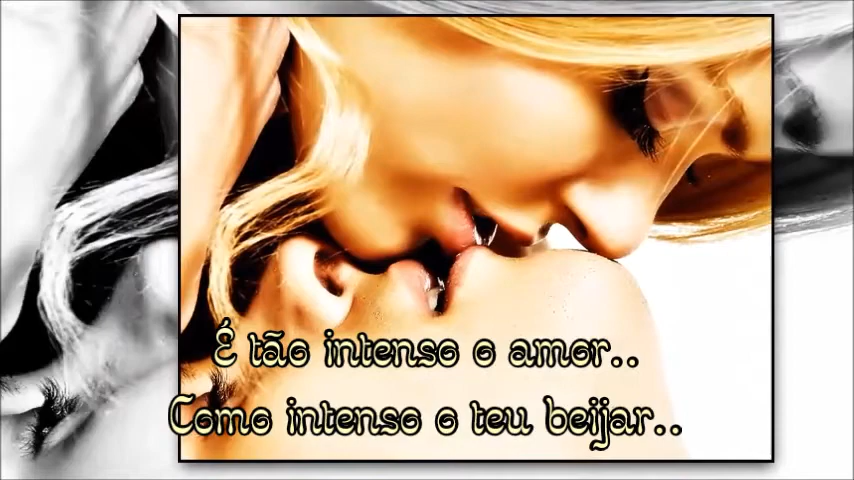 É tão intenso o amor..
Como intenso o teu beijar..